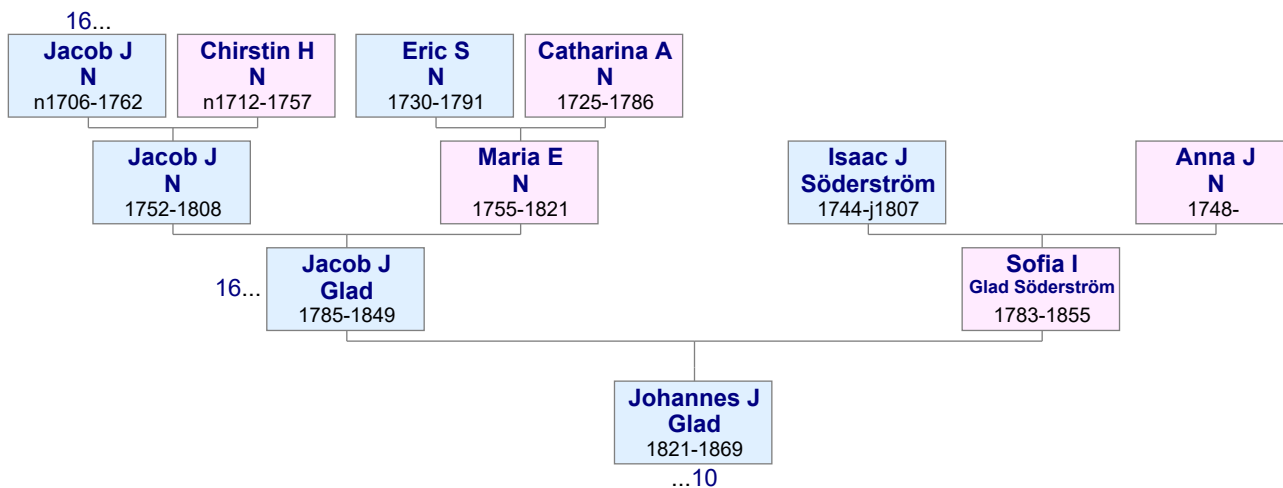 16...
Jacob J
N
n1706-1762
Chirstin H
N
n1712-1757
Eric S
N
1730-1791
Catharina A
N
1725-1786
Jacob J
N
1752-1808
Maria E
N
1755-1821
Isaac J
Söderström
1744-j1807
Anna J
N
1748-
16...
Jacob J
Glad
1785-1849
Sofia I
Glad Söderström
1783-1855
Johannes J
Glad
1821-1869
...10